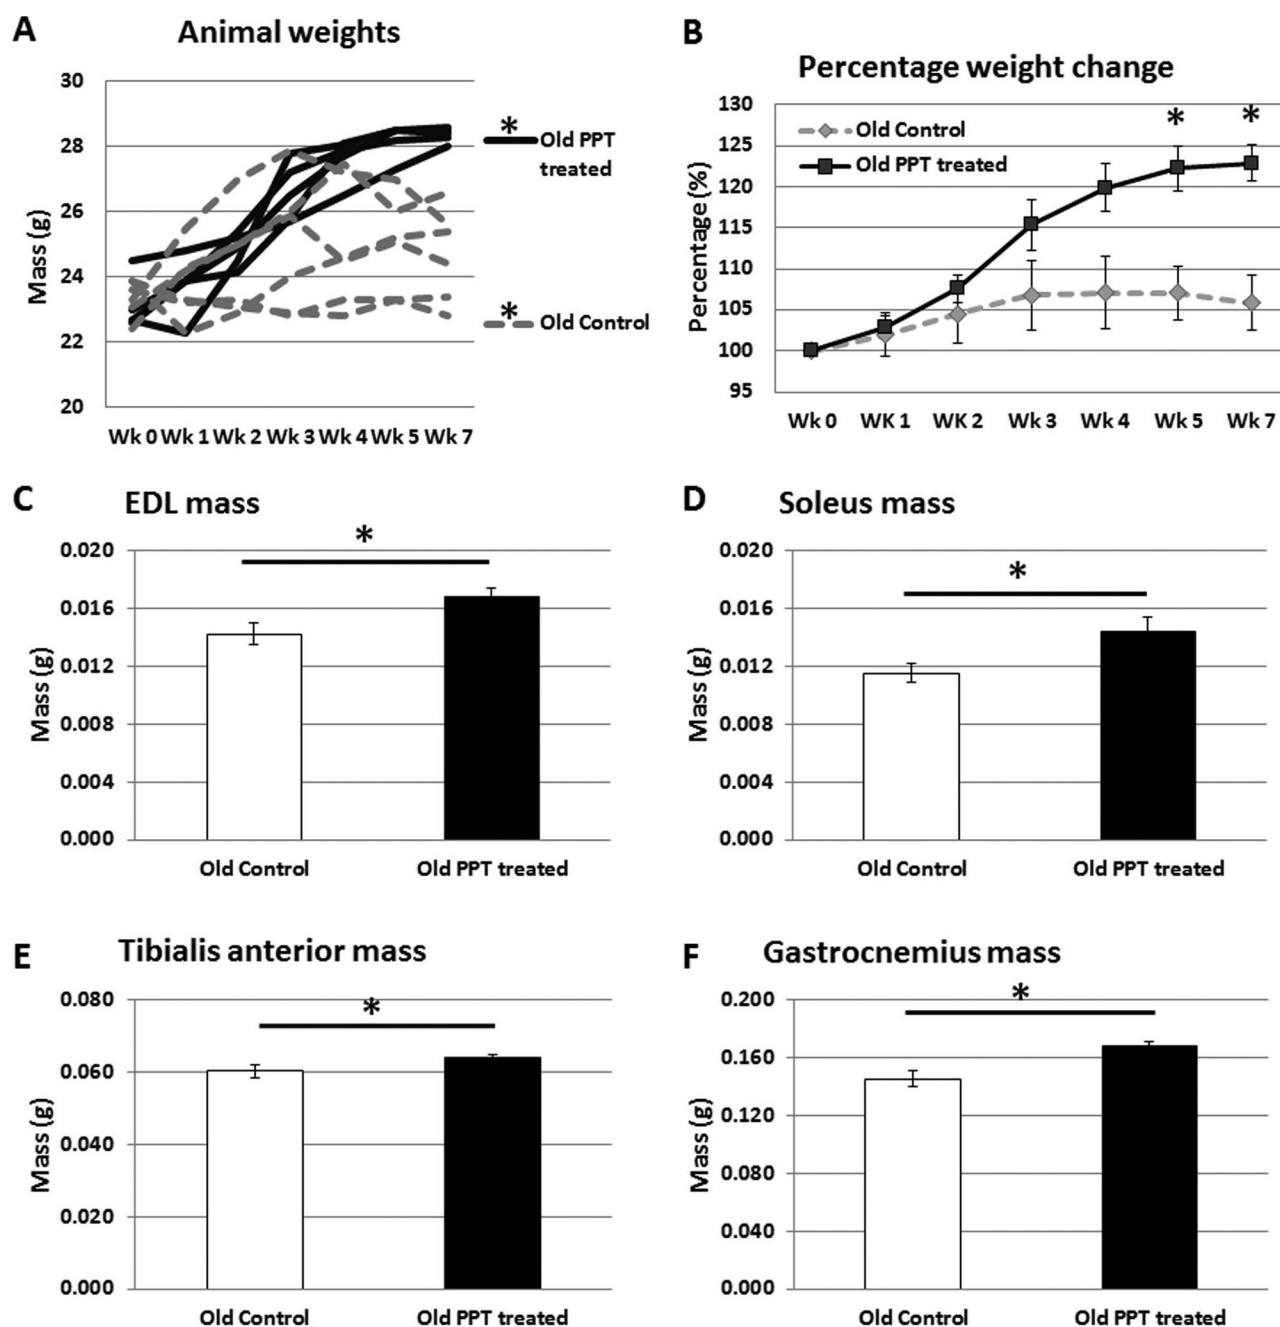 A
Animal weights
30
28
26
24
22
20
Mass (g)
Wk 0 Wk 1 Wk 2 Wk 3 Wk 4 Wk 5 Wk 7
* Old PPT
treated
* Old Control
B
Percentage weight change
130
125
120
115
110
105
100
95
Percentage (%)
Old Control
Old PPT treated
* *
Wk 0 WK 1 WK 2 Wk 3 Wk 4 Wk 5 Wk 7
C
EDL mass
*
0.020
0.016
0.012
0.008
0.004
0.000
Mass (g)
Old Control Old PPT treated
D
Soleus mass
*
0.020
0.016
0.012
0.008
0.004
0.000
Mass (g)
Old Control Old PPT treated
E
Tibialis anterior mass
*
0.080
0.060
0.040
0.020
0.000
Mass (g)
Old Control Old PPT treated
F
Gastrocnemius mass
*
0.200
0.160
0.120
0.080
0.040
0.000
Mass (g)
Old Control Old PPT treated